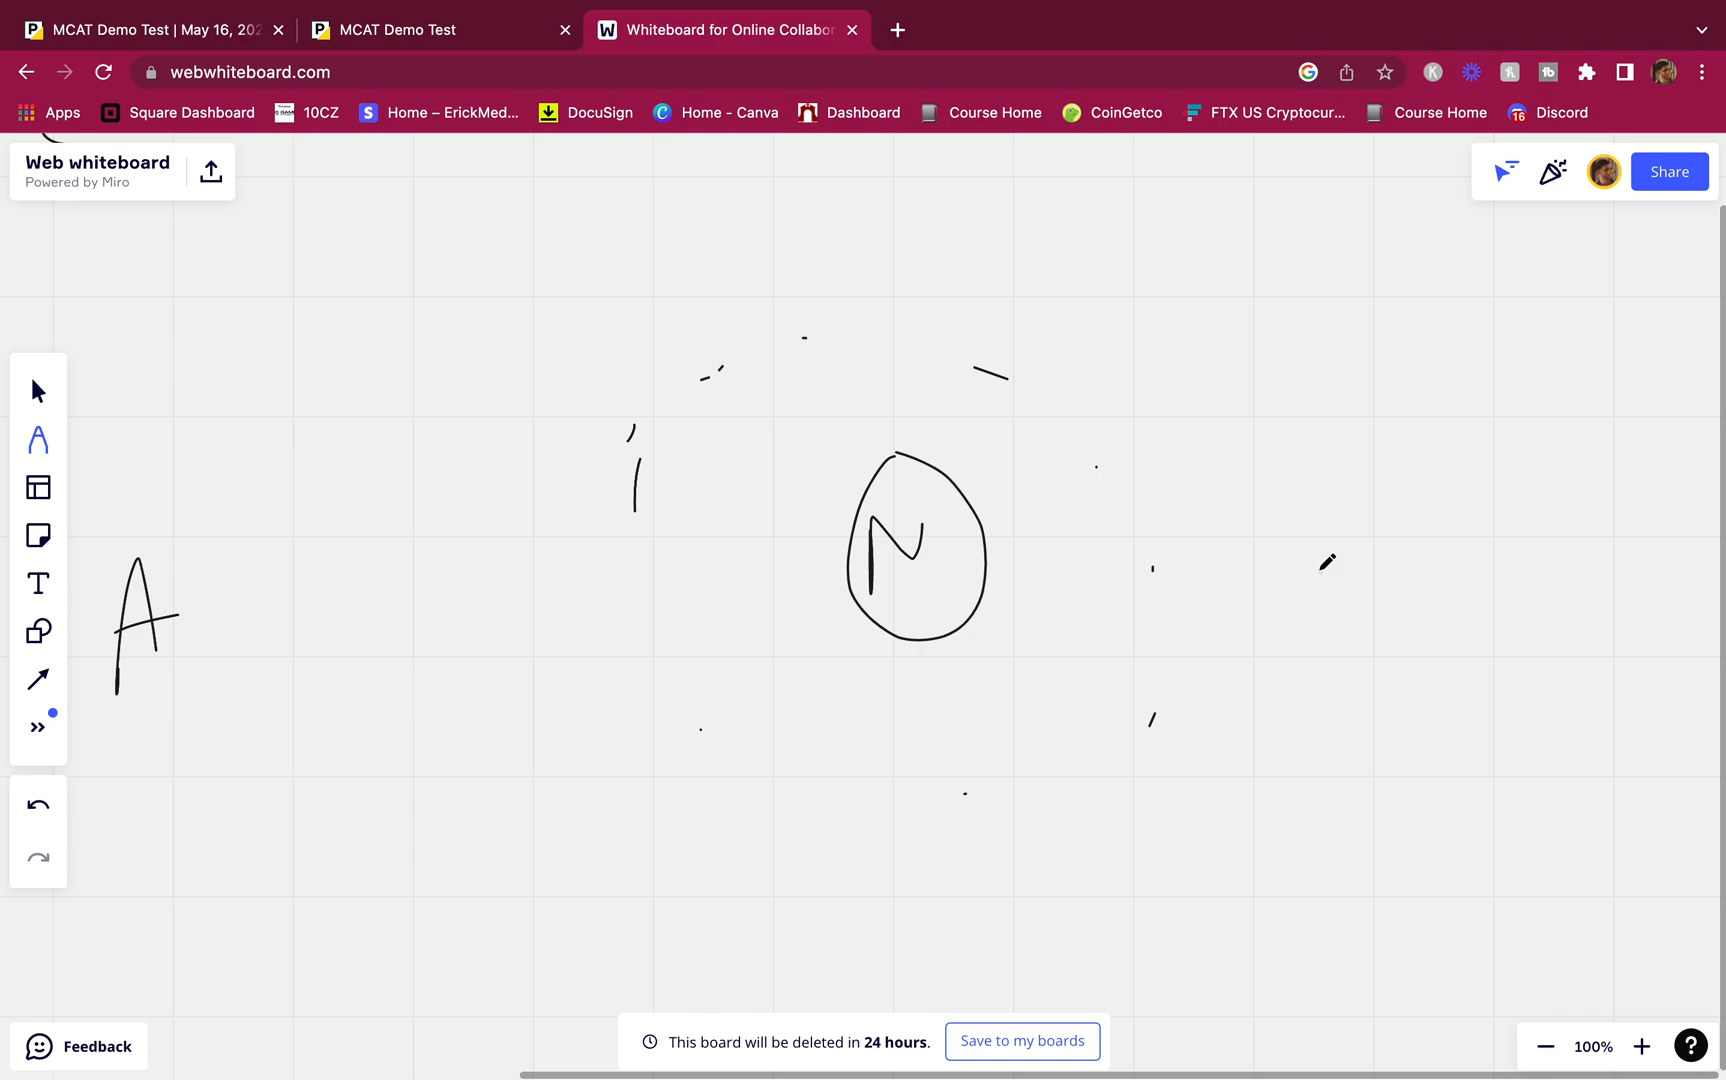 MCAT Demo Test | May 16, 202
MCAT Demo Test
Whiteboard for Online Collabor
webwhiteboard.com
Apps
Square Dashboard
10CZ
Home – ErickMed...
DocuSign
Home - Canva
Dashboard
Course Home
CoinGetco
FTX US Cryptocur...
Course Home
16
Discord
Web whiteboard
Powered by Miro
Share
N
A
Feedback
This board will be deleted in 24 hours.
Save to my boards
100%
?